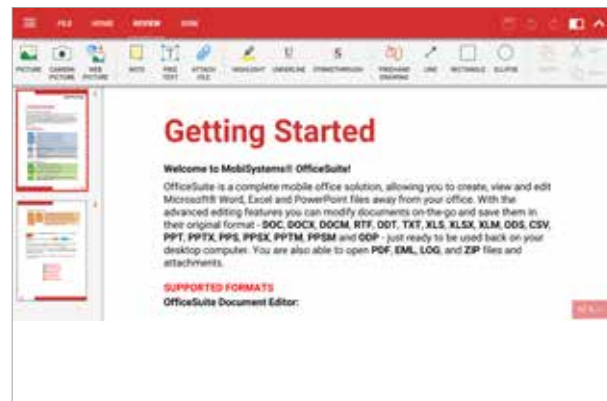 FILE HOME REVIEW VIEW
PICTURE CAMERA PICTURE WEB PICTURE NOTE FREE TEXT ATTACH FILE HIGHLIGHT UNDERLINE STRIKETHROUGH FREEHAND DRAWING LINE RECTANGLE ELLIPSE
Getting Started
Welcome to MobiSystems® OfficeSuite!
OfficeSuite is a complete mobile office solution, allowing you to create, view and edit
Microsoft® Word, Excel and PowerPoint files away from your office. With the
advanced editing features you can modify documents on-the-go and save them in
their original format - DOC, DOCX, DOCM, RTF, ODT, TXT, XLS, XLSX, XLM, ODS, CSV,
PPT, PPTX, PPS, PPSX, PPTM, PPSM and ODP - just ready to be used back on your
desktop computer. You are also able to open PDF, EML, LOG, and ZIP files and
attachments.
SUPPORTED FORMATS
OfficeSuite Document Editor: